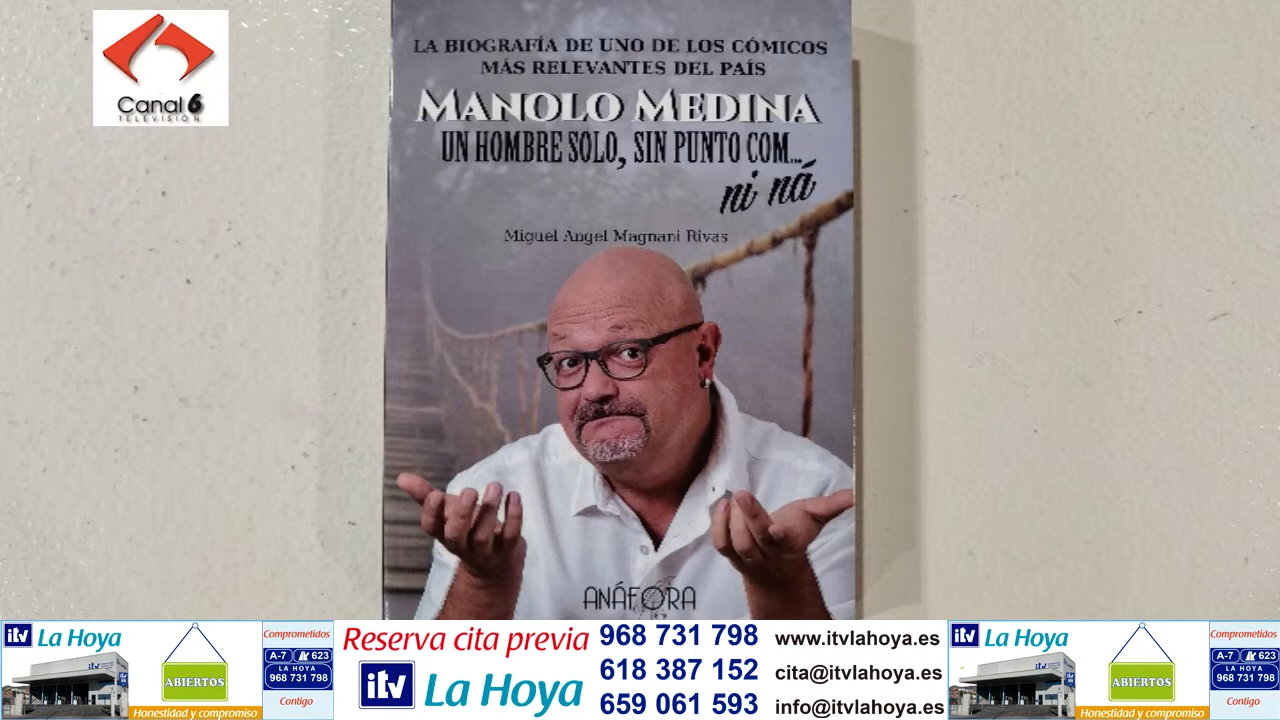 Canal 6
TELEVISIÓN
LA BIOGRAFÍA DE UNO DE LOS CÓMICOS
MÁS RELEVANTES DEL PAÍS
MANOLO MEDINA
UN HOMBRE SOLO, SIN PUNTO COM...
ni ná
Miguel Ángel Magnani Rivas
ANÁFORA
itv La Hoya
itv
ABIERTOS
Honestidad y compromiso
Comprometidos
A-7 623
LA HOYA
968 731 798
Contigo
Reserva cita previa
itv La Hoya
968 731 798
618 387 152
659 061 593
www.itvlahoya.es
cita@itvlahoya.es
info@itvlahoya.es
itv La Hoya
itv
ABIERTOS
Honestidad y compromiso
Comprometidos
A-7 623
LA HOYA
968 731 798
Contigo